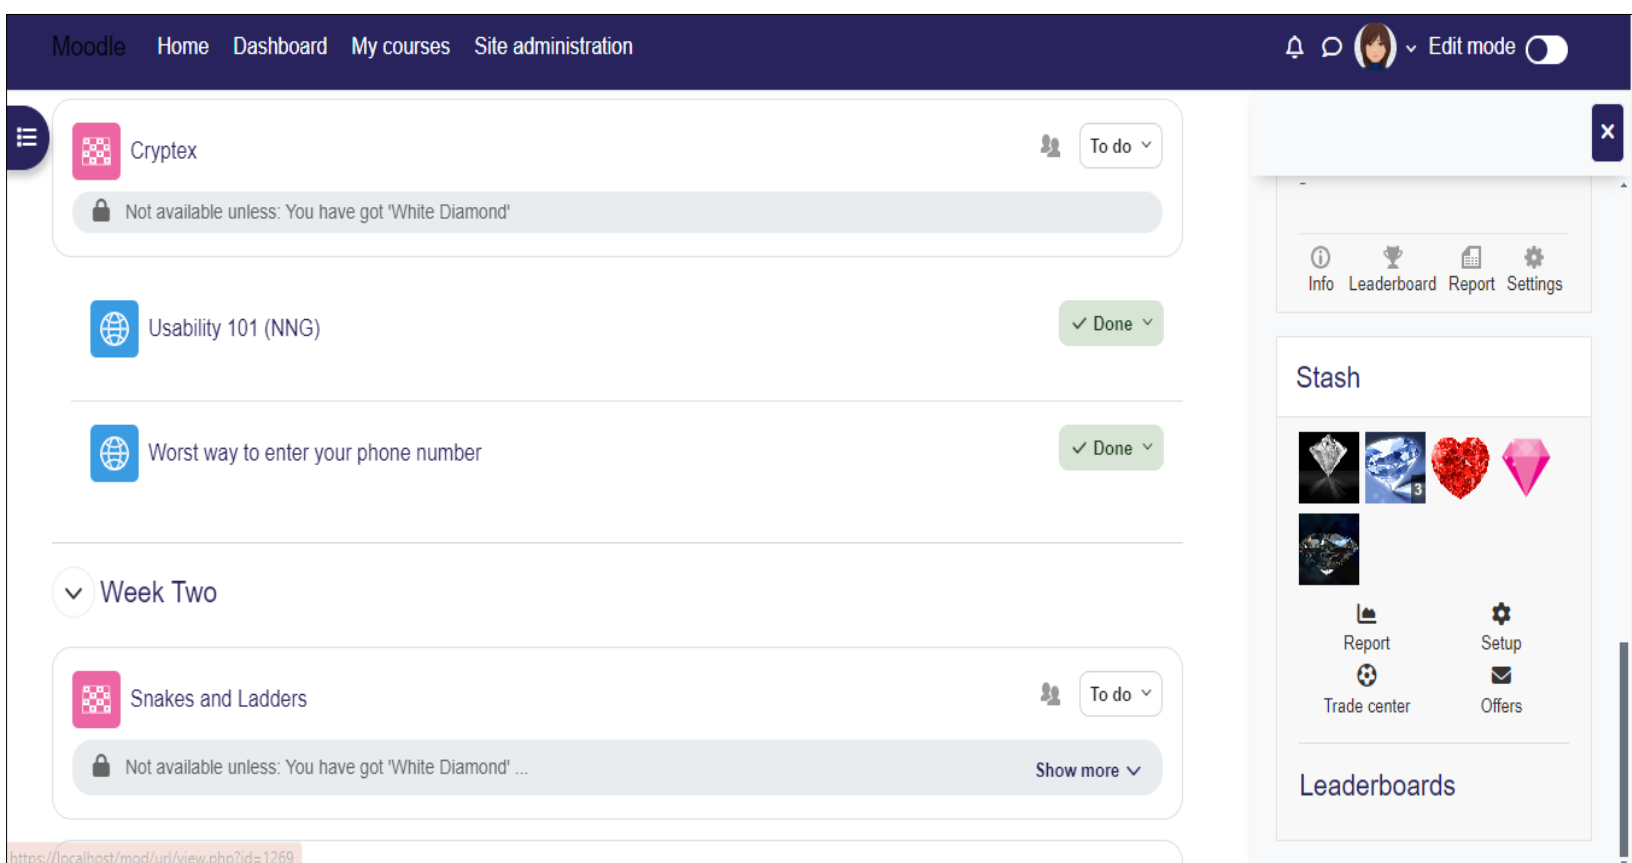 Moodle Home Dashboard My courses Site administration Edit mode
Cryptex To do
Not available unless: You have got 'White Diamond'
Usability 101 (NNG) Done
Worst way to enter your phone number Done
Week Two
Snakes and Ladders To do
Not available unless: You have got 'White Diamond' ... Show more
https://localhost/mod/url/view.php?id=1269
x
-
Info Leaderboard Report Settings
Stash
3
Report Setup
Trade center Offers
Leaderboards